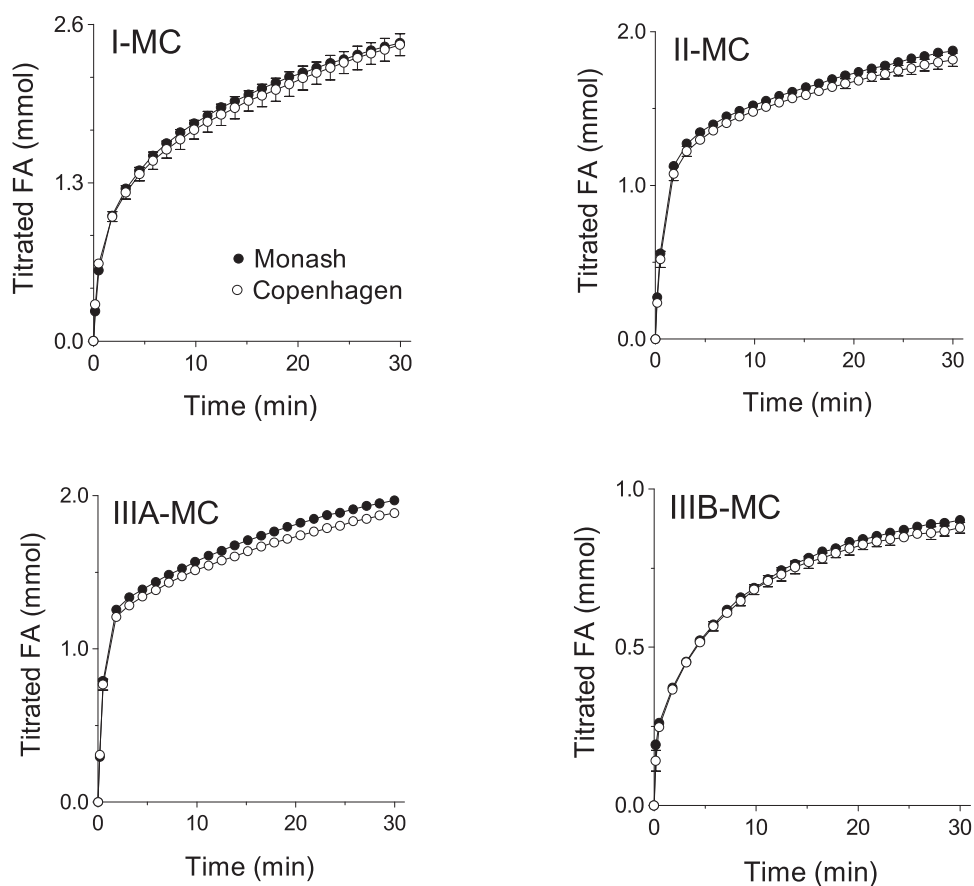 I-MC
2.6
1.3
0.0
Titrated FA (mmol)
Monash
Copenhagen
0 10 20 30
Time (min)
II-MC
2.0
1.0
0.0
Titrated FA (mmol)
0 10 20 30
Time (min)
IIIA-MC
2.0
1.0
0.0
Titrated FA (mmol)
0 10 20 30
Time (min)
IIIB-MC
1.0
0.5
0.0
Titrated FA (mmol)
0 10 20 30
Time (min)